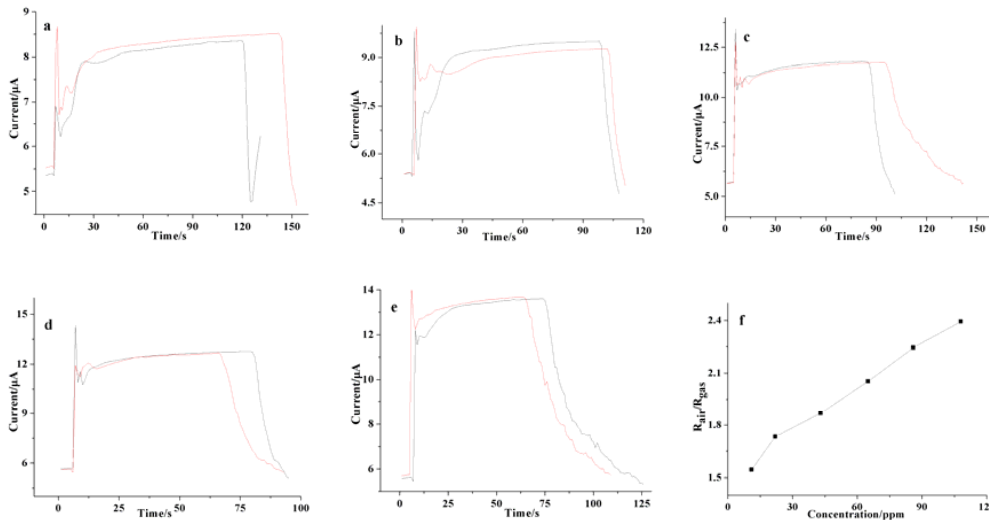 a
9
8
7
6
5
Current/μA
0 30 60 90 120 150
Time/s
b
9.0
7.5
6.0
4.5
Current/μA
0 30 60 90 120
Time/s
c
12.5
10.0
7.5
5.0
Current/μA
0 30 60 90 120 150
Time/s
d
15
12
9
6
Current/μA
0 25 50 75 100
Time/s
e
14
12
10
8
6
Current/μA
0 25 50 75 100 125
Time/s
f
2.4
2.1
1.8
1.5
Rair/Rgas
0 30 60 90 120
Concentration/ppm